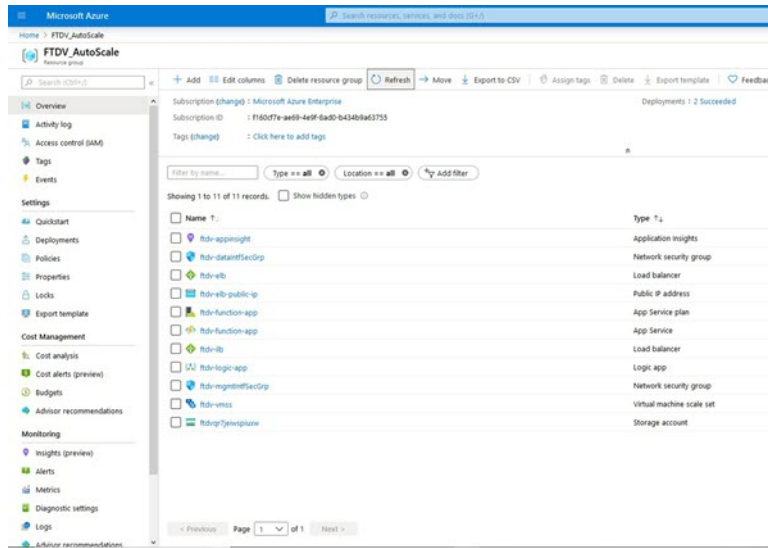 Microsoft Azure
Search resources, services, and docs (G+/)
Home > FTDV_AutoScale
FTDV_AutoScale
Resource group
Search (Ctrl+/)
«
Add
Edit columns
Delete resource group
Refresh
Move
Export to CSV
Assign tags
Delete
Export template
Feedba
Overview
Activity log
Access control (IAM)
Tags
Events
Settings
Quickstart
Deployments
Policies
Properties
Locks
Export template
Cost Management
Cost analysis
Cost alerts (preview)
Budgets
Advisor recommendations
Monitoring
Insights (preview)
Alerts
Metrics
Diagnostic settings
Logs
Advisor recommendations
Subscription (change) : Microsoft Azure Enterprise
Deployments : 2 Succeeded
Subscription ID : f160cf7e-ae69-4e9f-8ad0-b434b9a63755
Tags (change) : Click here to add tags
Filter by name...
Type == all
Location == all
Add filter
Showing 1 to 11 of 11 records.
Show hidden types
Name ↑↓ Type ↑↓
ftdv-appinsight Application Insights
ftdv-dataintfSecGrp Network security group
ftdv-elb Load balancer
ftdv-elb-public-ip Public IP address
ftdv-function-app App Service plan
ftdv-function-app App Service
ftdv-ilb Load balancer
ftdv-logic-app Logic app
ftdv-mgmtintfSecGrp Network security group
ftdv-vmss Virtual machine scale set
Storage account
< Previous Page 1 of 1 Next >